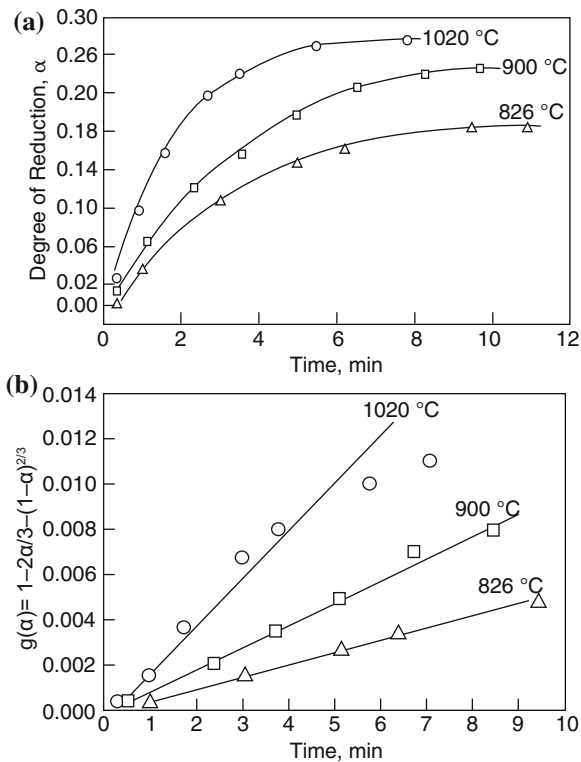 (a)
0.30
0.26
0.22
0.18
0.14
0.10
0.06
0.02
0.00
Degree of Reduction, α
1020 °C
900 °C
826 °C
0 2 4 6 8 10 12
Time, min
(b)
0.014
0.012
0.010
0.008
0.006
0.004
0.002
0.000
g(α)= 1–2α/3–(1–α)^2/3
1020 °C
900 °C
826 °C
0 1 2 3 4 5 6 7 8 9 10
Time, min